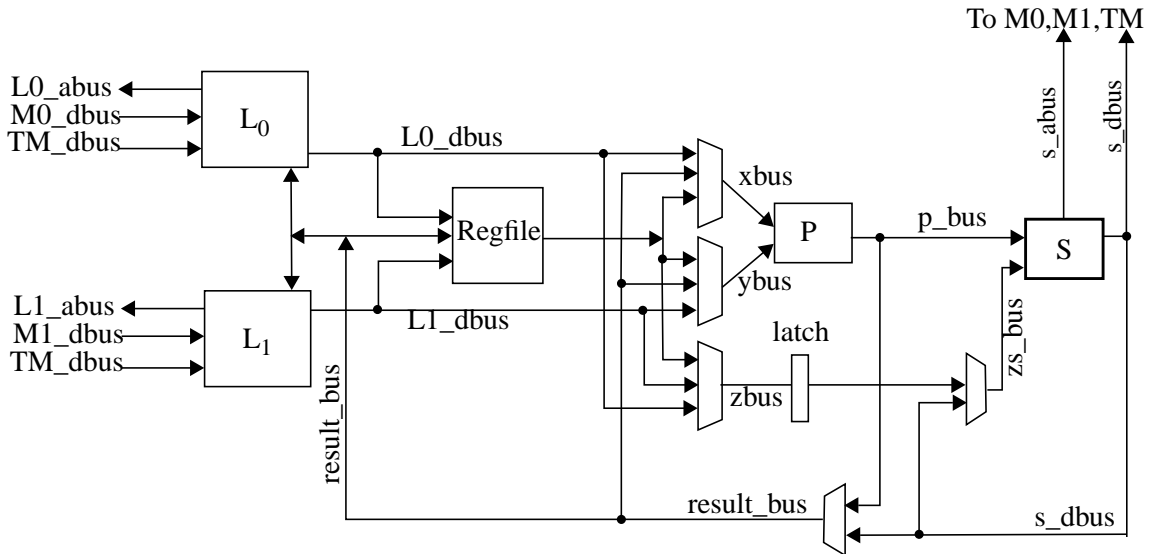 To M0,M1,TM
L0_abus
M0_dbus
TM_dbus
L0
L0_dbus
s_abus
s_dbus
xbus
Regfile
P
p_bus
S
ybus
L1_abus
M1_dbus
TM_dbus
L1
L1_dbus
latch
zs_bus
zbus
result_bus
result_bus
s_dbus